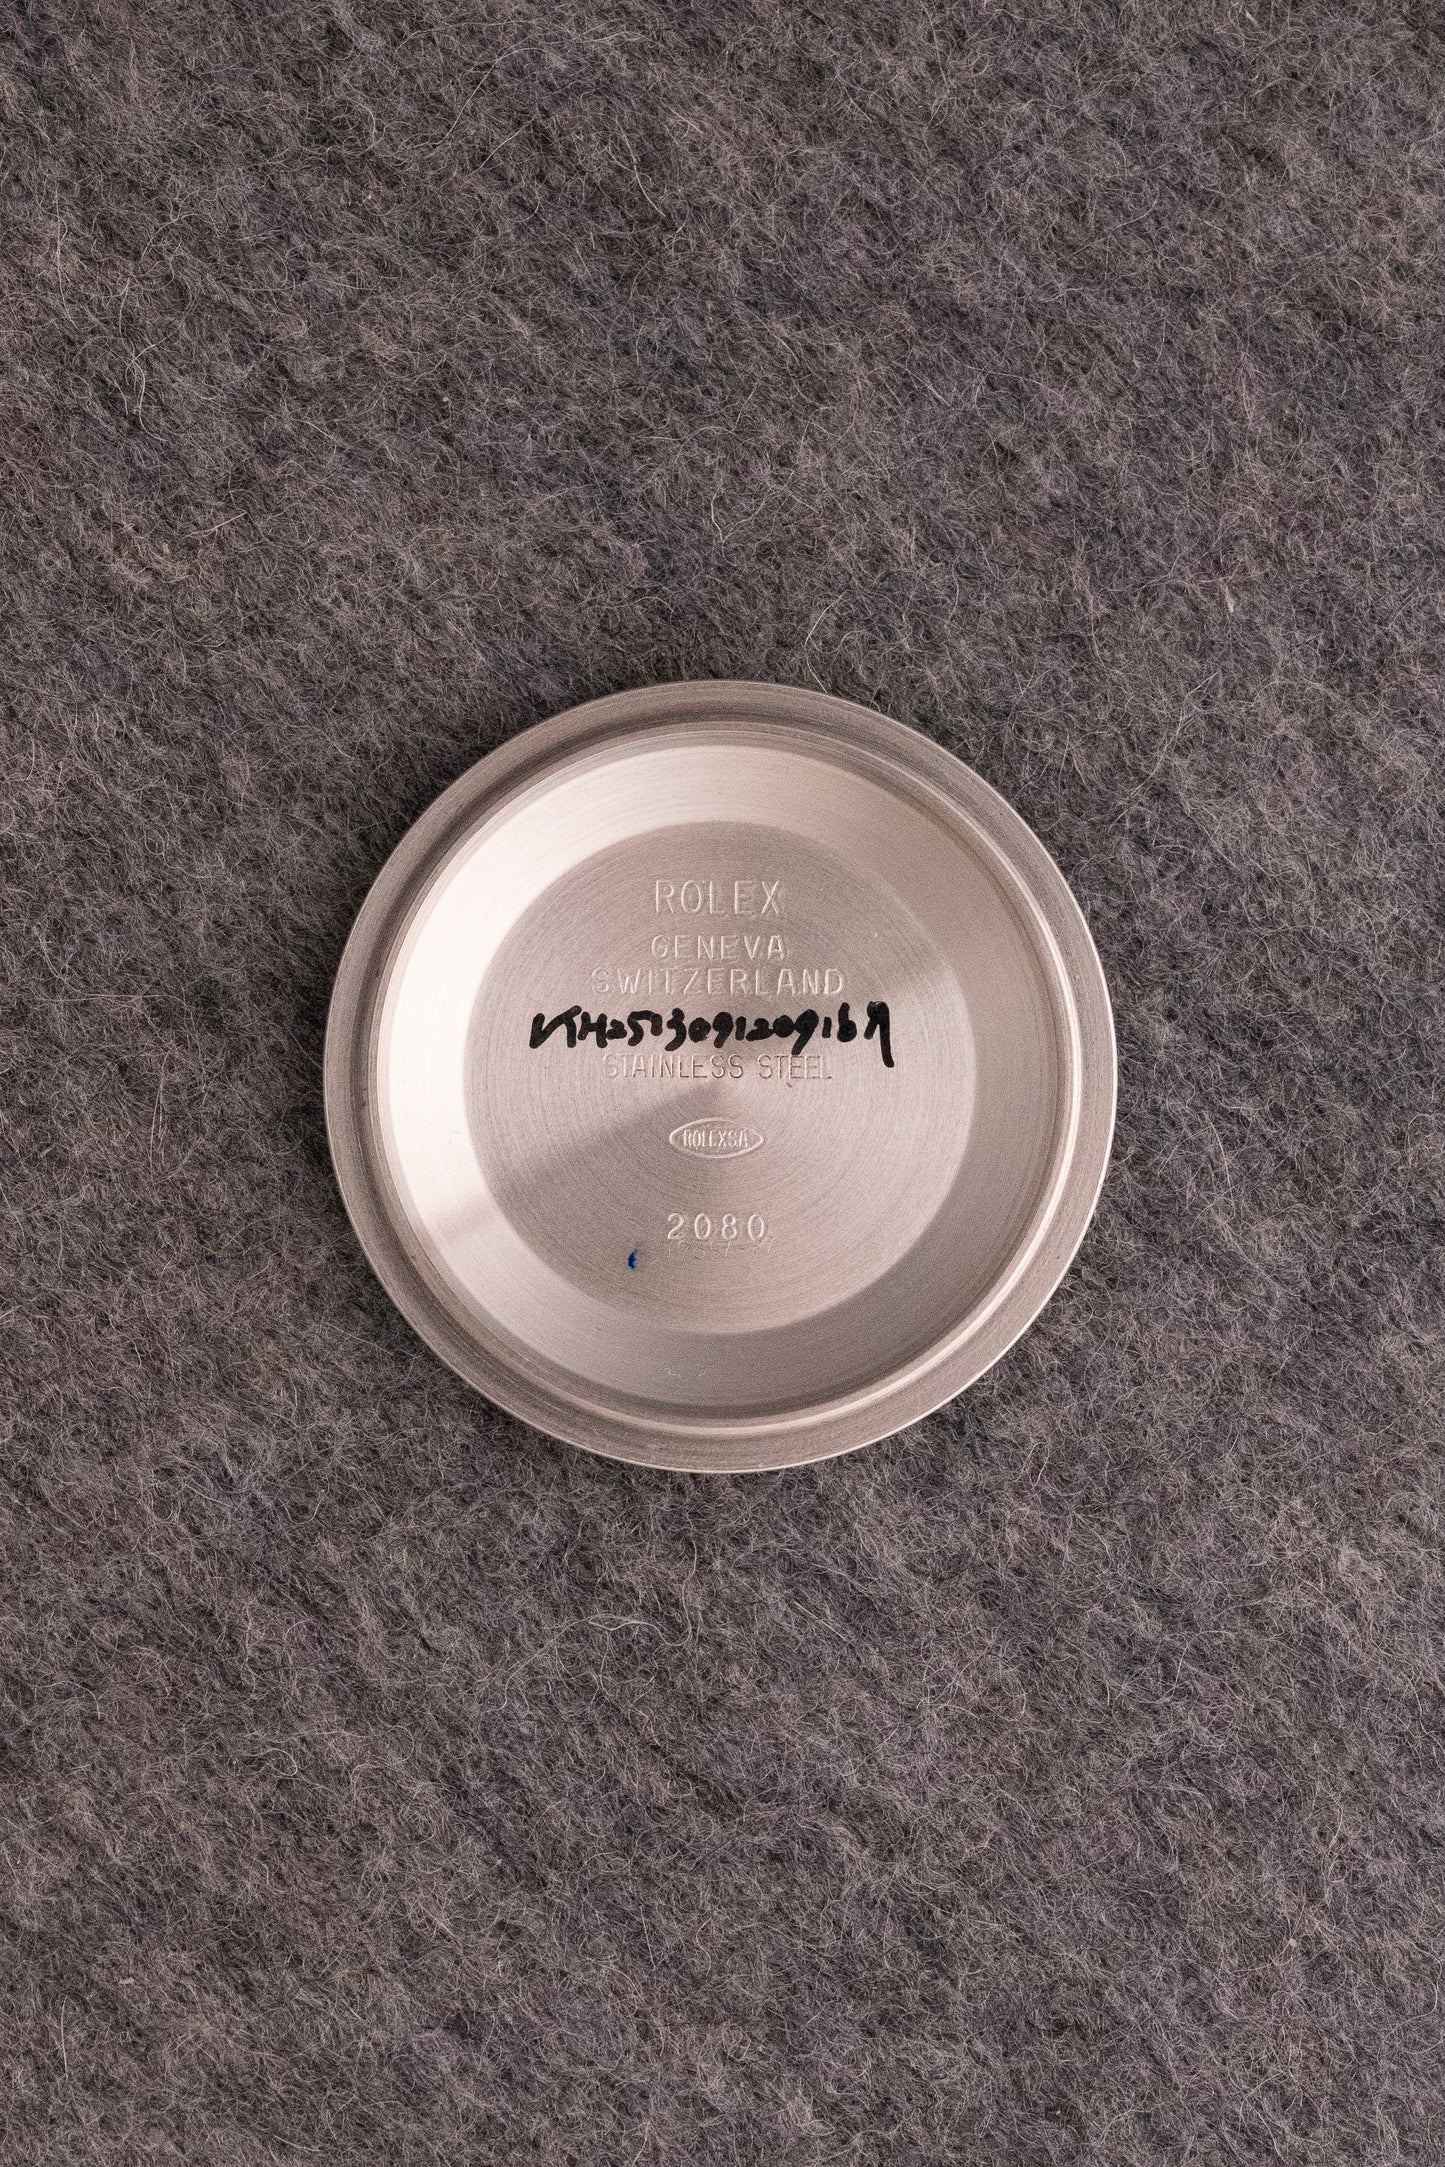 ROLEX
GENEVA
SWITZERLAND
STAINLESS STEEL
ROLEXSA
2080